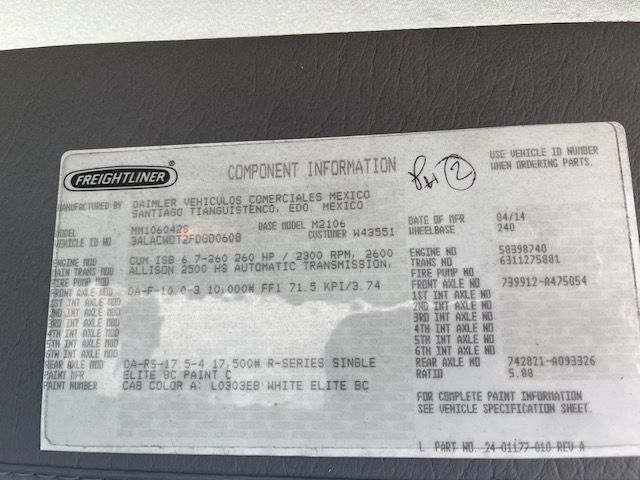 FREIGHTLINER
COMPONENT INFORMATION
USE VEHICLE ID NUMBER
WHEN ORDERING PARTS.
2
MANUFACTURED BY DAIMLER VEHICULOS COMERCIALES MEXICO
SANTIAGO TIANGUISTENCO, EDO. MEXICO
MODEL MM106042S BASE MODEL M2106 DATE OF MFR 04/14
VEHICLE ID 3ALACWDT2FDGD0608 CUSTOMER W43551 WHEELBASE 240
ENGINE MOD CUM ISB 6.7-260 260 HP / 2300 RPM, 2600 ENGINE NO 58398740
MAIN TRANS MOD ALLISON 2500 HS AUTOMATIC TRANSMISSION, TRANS NO 6311275881
FIRE PUMP MOD FIRE PUMP NO
FRONT AXLE MOD DA-F-10.0-3 10,000# FF1 71.5 KPI/3.74 FRONT AXLE NO 739912-A475054
1ST INT AXLE MOD 1ST INT AXLE NO
2ND INT AXLE MOD 2ND INT AXLE NO
3RD INT AXLE MOD 3RD INT AXLE NO
4TH INT AXLE MOD 4TH INT AXLE NO
5TH INT AXLE MOD 5TH INT AXLE NO
6TH INT AXLE MOD 6TH INT AXLE NO
REAR AXLE MOD DA-RS-17.5-4 17,500# R-SERIES SINGLE REAR AXLE NO 742821-A093326
PAINT MFR ELITE BC PAINT C RATIO 5.88
PAINT NUMBER CAB COLOR A: L0303EB WHITE ELITE BC
FOR COMPLETE PAINT INFORMATION
SEE VEHICLE SPECIFICATION SHEET.
PART NO. 24-01177-010 REV A